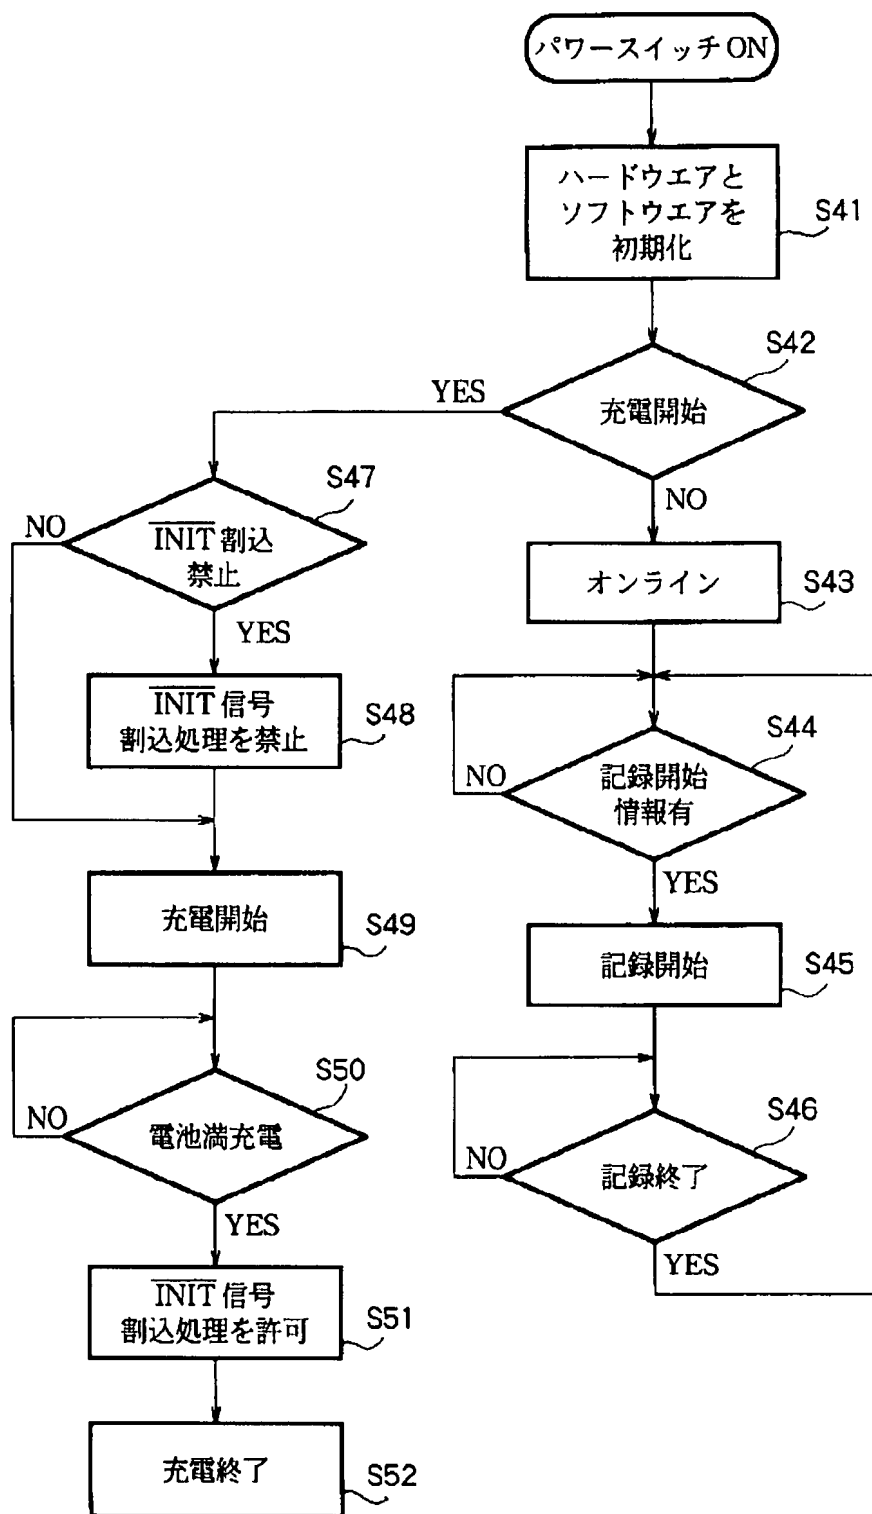 パワースイッチON
ハードウエアと
ソフトウエアを
初期化
S41
S42
充電開始
YES
NO
S47
INIT割込
禁止
NO
YES
オンライン
S43
INIT信号
割込処理を禁止
S48
S44
記録開始
情報有
NO
YES
充電開始
S49
記録開始
S45
S50
電池満充電
NO
YES
S46
記録終了
NO
YES
INIT信号
割込処理を許可
S51
充電終了
S52